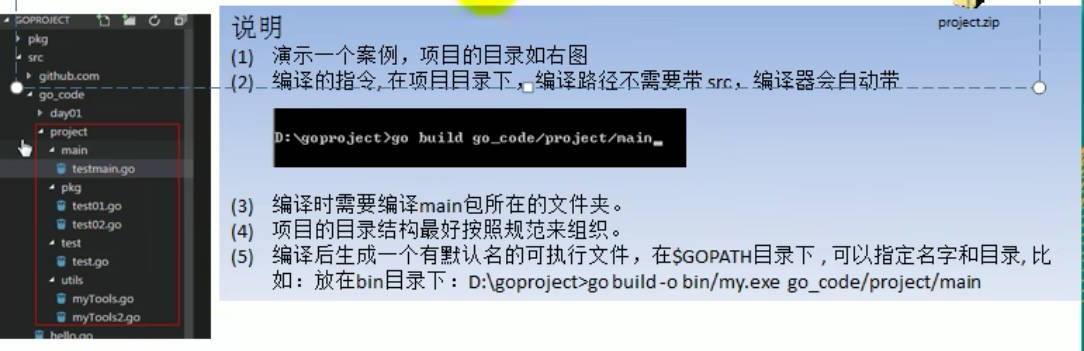 GOPROJECT
pkg
src
github.com
go_code
day01
project
main
testmain.go
pkg
test01.go
test02.go
test
test.go
utils
myTools.go
myTools2.go
hello.go
project.zip
说明
(1) 演示一个案例，项目的目录如右图
(2) 编译的指令, 在项目目录下，编译路径不需要带 src，编译器会自动带
D:\goproject>go build go_code/project/main_
(3) 编译时需要编译main包所在的文件夹。
(4) 项目的目录结构最好按照规范来组织。
(5) 编译后生成一个有默认名的可执行文件，在$GOPATH目录下 , 可以指定名字和目录, 比
如：放在bin目录下：D:\goproject>go build -o bin/my.exe go_code/project/main